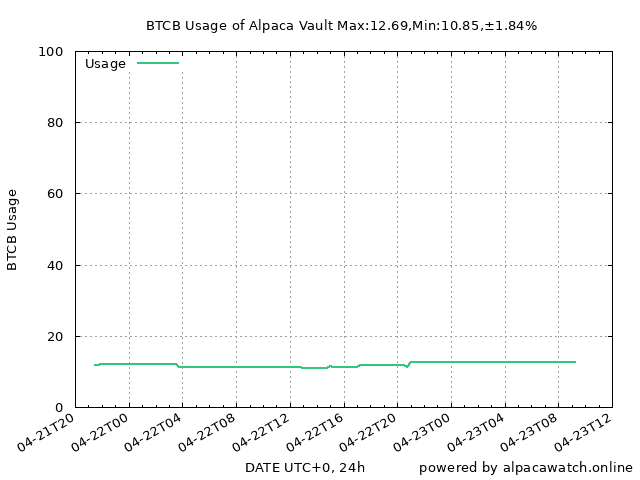 BTCB Usage of Alpaca Vault Max:12.69,Min:10.85,±1.84%
Usage
100
80
60
40
20
0
BTCB Usage
04-21T20 04-22T00 04-22T04 04-22T08 04-22T12 04-22T16 04-22T20 04-23T00 04-23T04 04-23T08 04-23T12
DATE UTC+0, 24h powered by alpacawatch.online